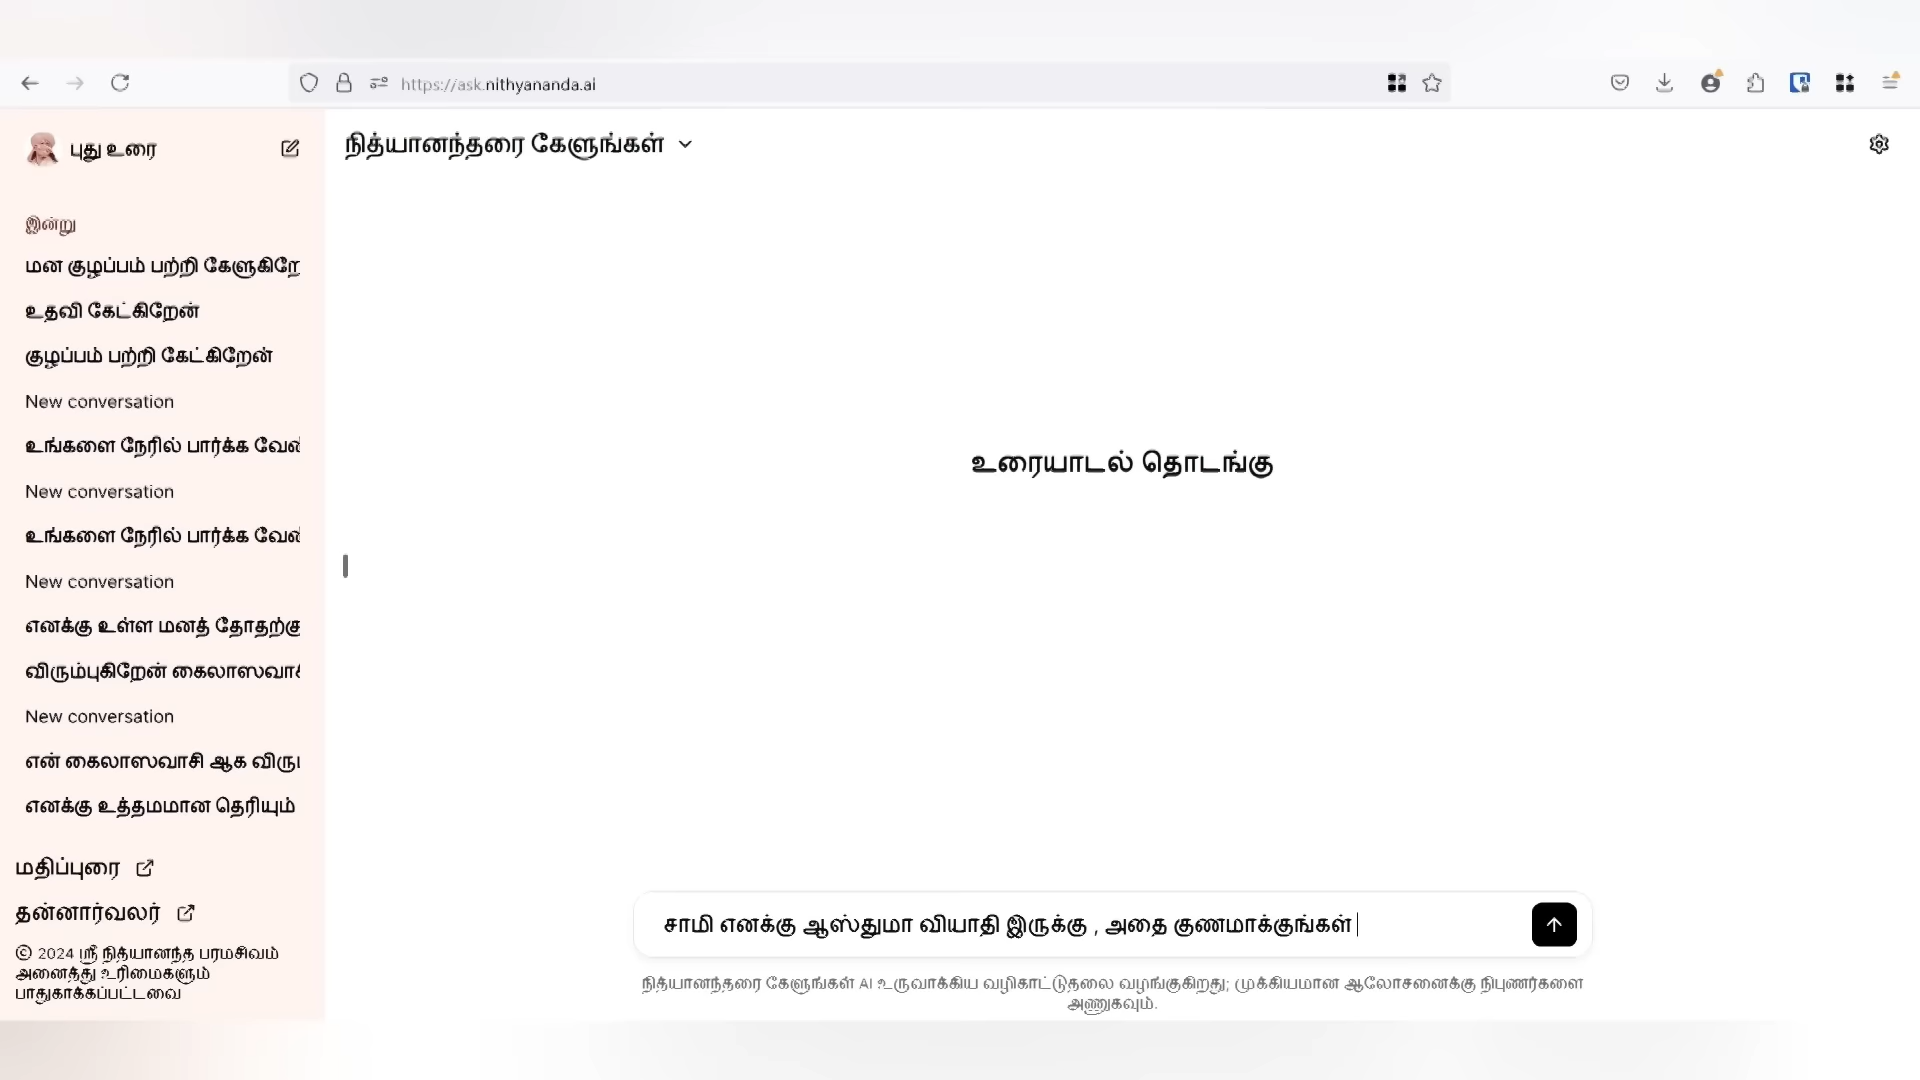 https://ask.nithyananda.ai
புது உரை
நித்யானந்தரை கேளுங்கள்
இன்று
மன குழப்பம் பற்றி கேளுகிறே
உதவி கேட்கிறேன்
குழப்பம் பற்றி கேட்கிறேன்
New conversation
உங்களை நேரில் பார்க்க
New conversation
உங்களை நேரில் பார்க்க
New conversation
எனக்கு உள்ள மனத் தோதற்கு
விரும்புகிறேன்
New conversation
என் கைலாஸவாசி ஆக
எனக்கு உத்தமமான தெரியும்
மதிப்புரை
தன்னார்வலர்
© 2024 ஸ்ரீ நித்யானந்த பரமசிவம்
அனைத்து உரிமைகளும்
பாதுகாக்கப்பட்டவை
உரையாடல் தொடங்கு
சாமி எனக்கு ஆஸ்துமா வியாதி இருக்கு , அதை குணமாக்குங்கள்
நித்யானந்தரை கேளுங்கள் AI உருவாக்கிய வழிகாட்டுதலை வழங்குகிறது; முக்கியமான ஆலோசனைக்கு நிபுணர்களை
அணுகவும்.